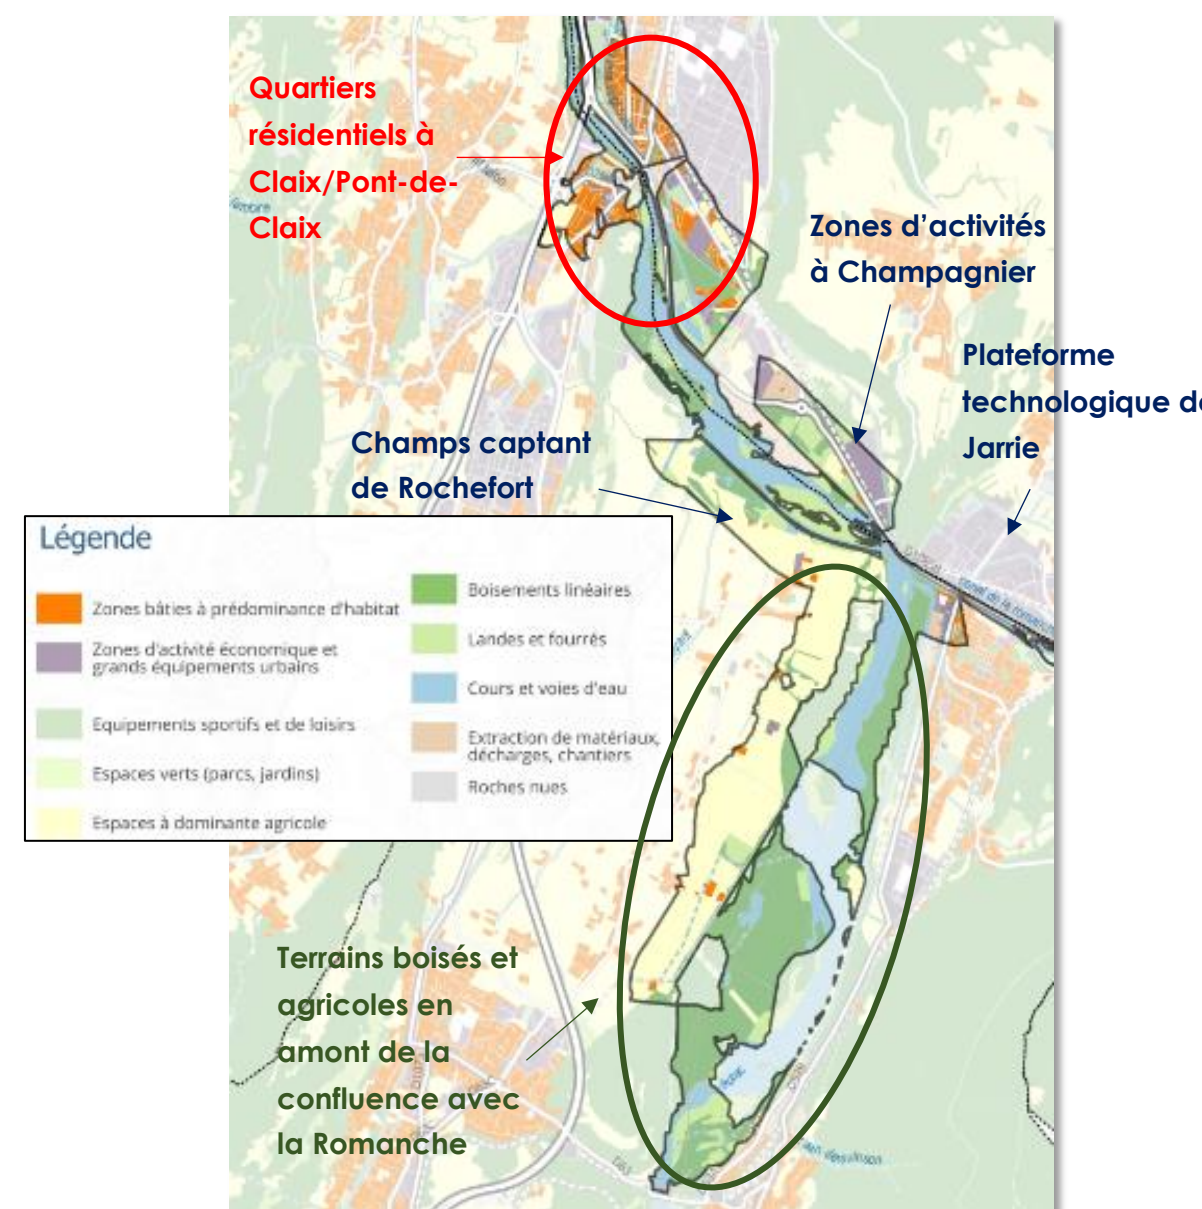 Quartiers
résidentiels à
Claix/Pont-de-
Claix
Zones d'activités
à Champagnier
Plateforme
technologique de
Jarrie
Champs captant
de Rochefort
Légende
Zones bâties à prédominance d'habitat
Zones d'activité économique et
grands équipements urbains
Equipements sportifs et de loisirs
Espaces verts (parcs, jardins)
Espaces à dominante agricole
Boisements linéaires
Landes et fourrés
Cours et voies d'eau
Extraction de matériaux,
décharges, chantiers
Roches nues
Terrains boisés et
agricoles en
amont de la
confluence avec
la Romanche